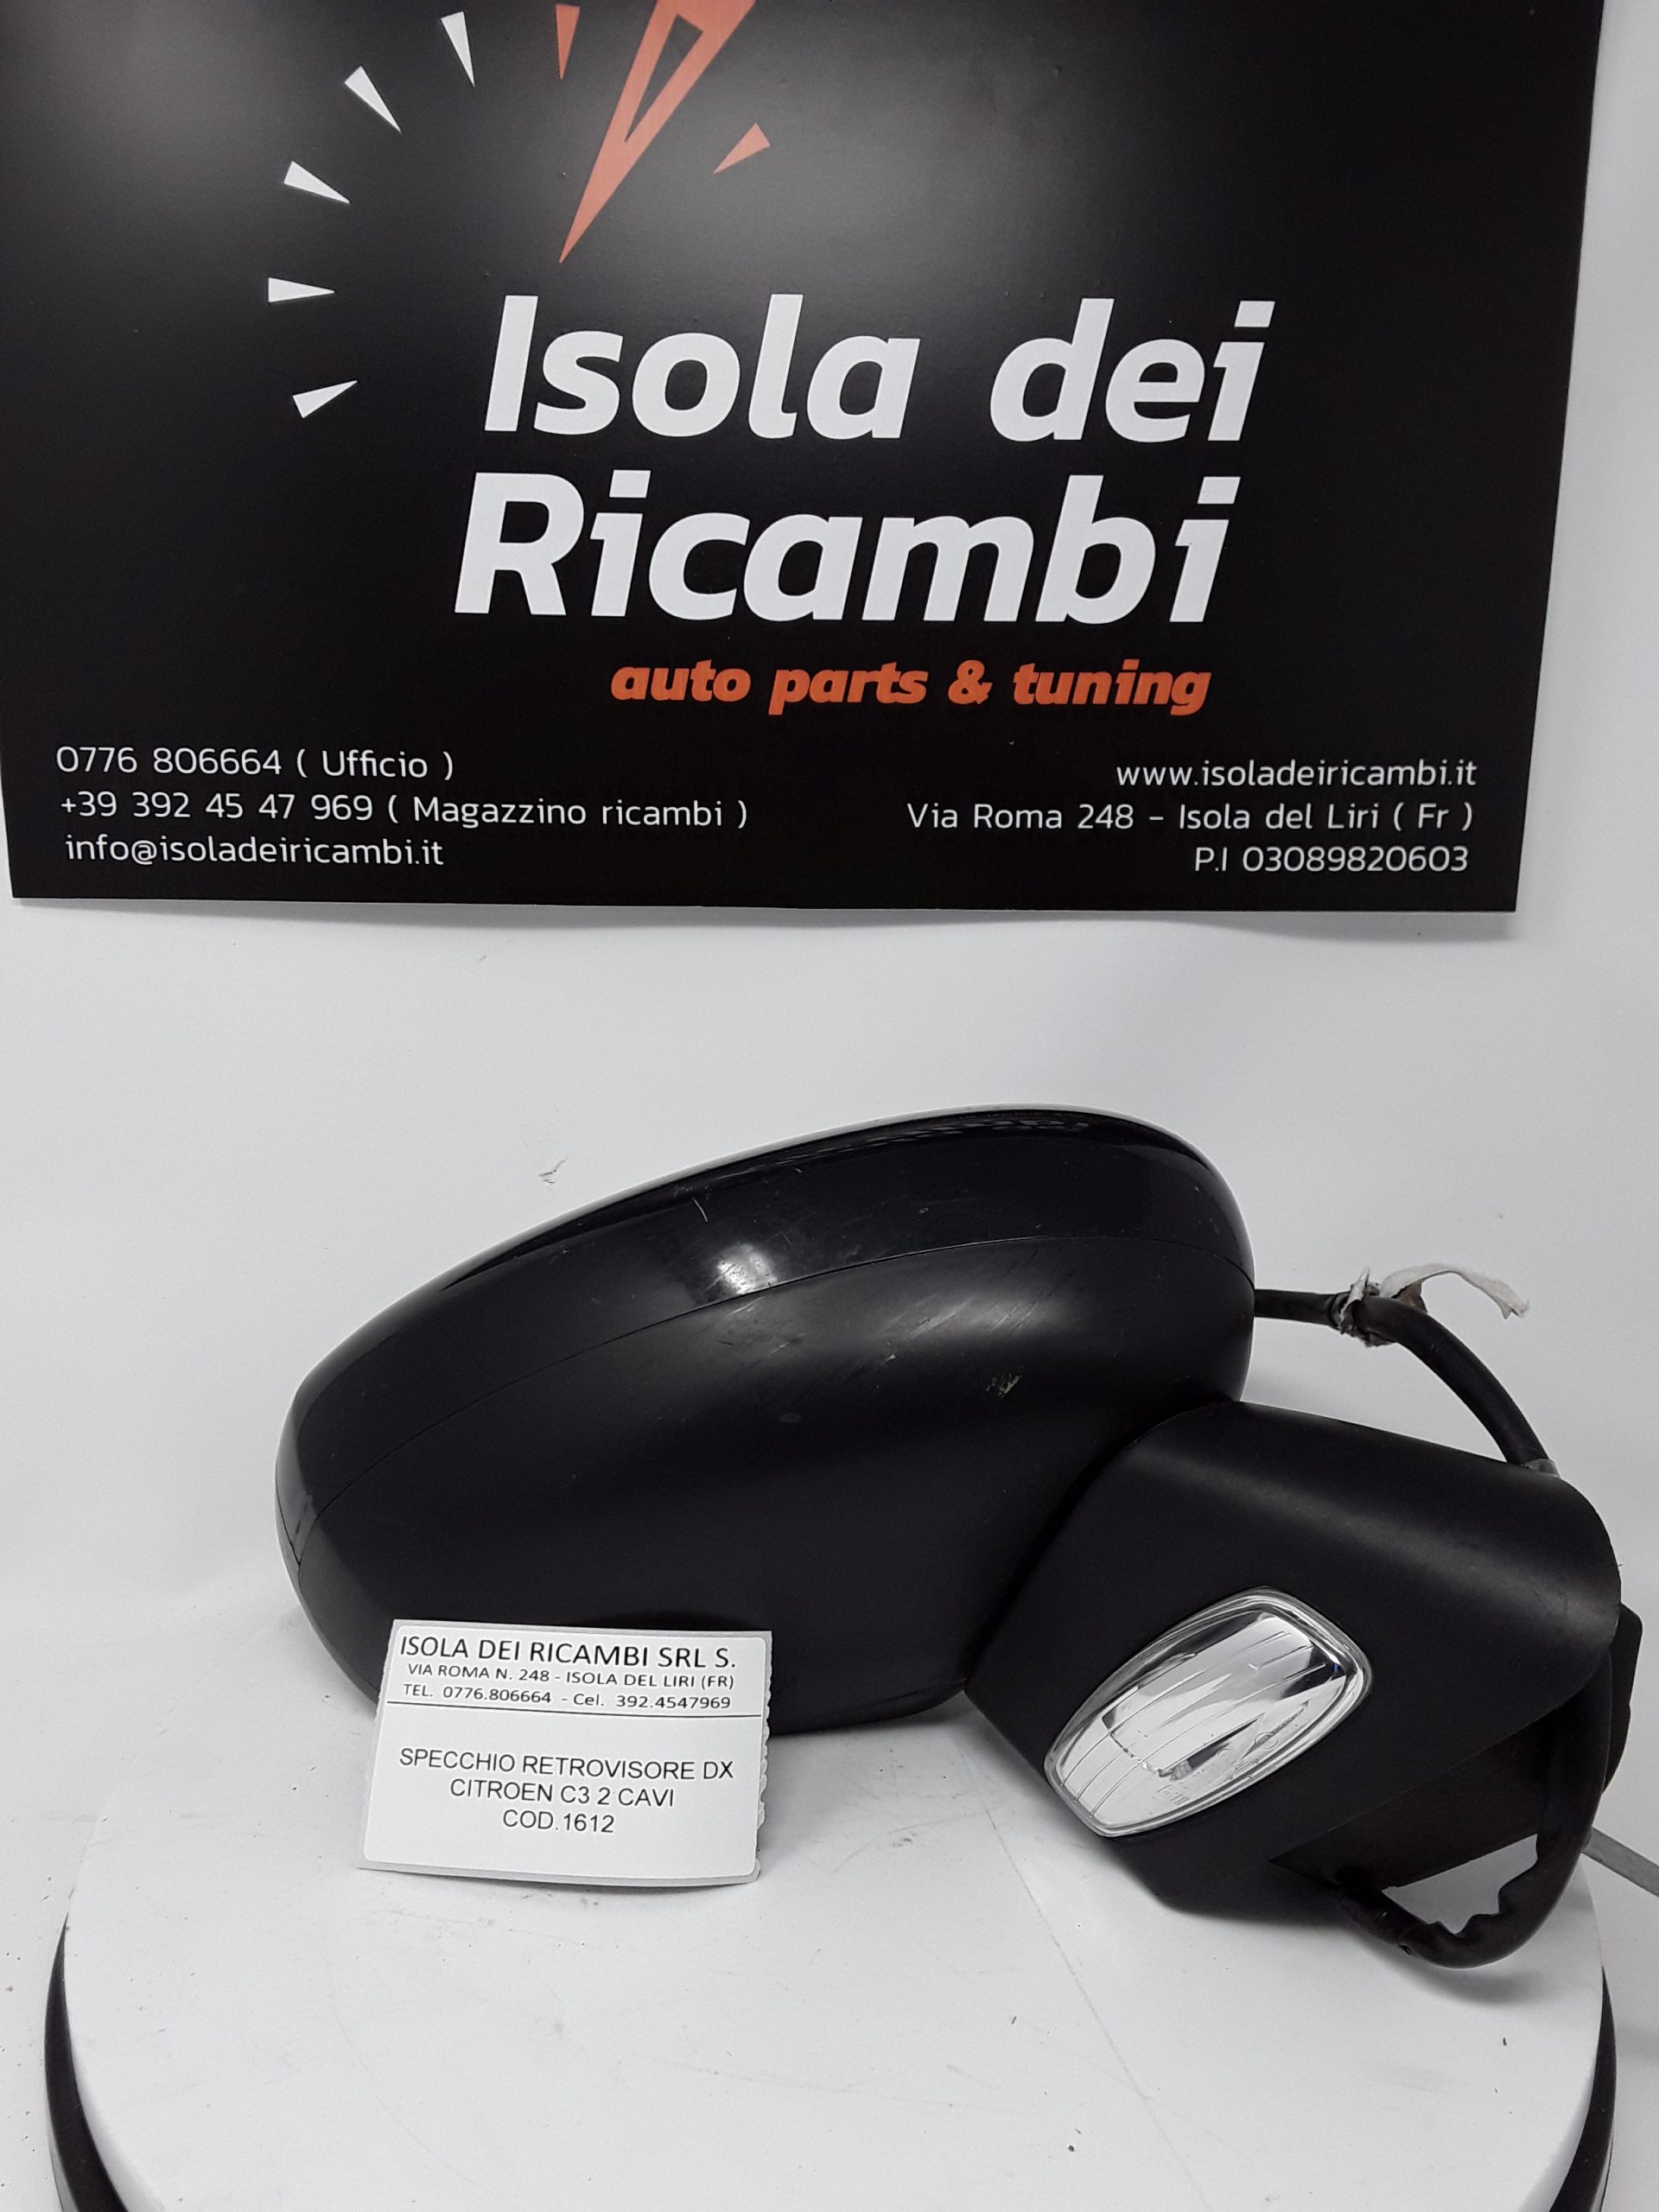 Isola dei
Ricambi
auto parts & tuning
0776 806664 ( Ufficio )
+39 392 45 47 969 ( Magazzino ricambi )
info@isoladeiricambi.it
www.isoladeiricambi.it
Via Roma 248 - Isola del Liri ( Fr )
P.I 03089820603
ISOLA DEI RICAMBI SRL S.
VIA ROMA N. 248 - ISOLA DEL LIRI (FR)
TEL. 0776.806664 - Cel. 392.4547969
SPECCHIO RETROVISORE DX
CITROEN C3 2 CAVI
COD.1612